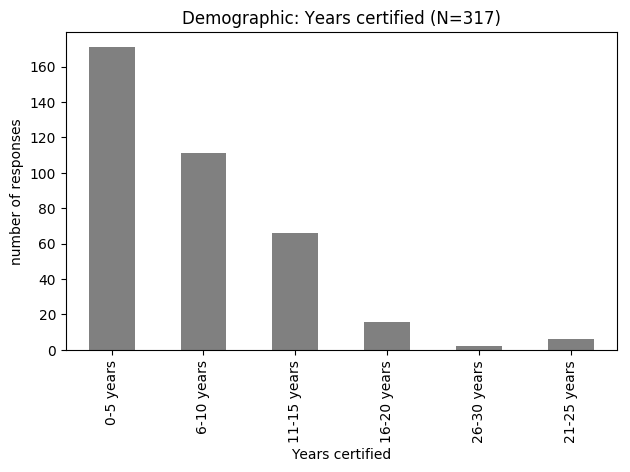 Demographic: Years certified (N=317)
number of responses
160
140
120
100
80
60
40
20
0
0-5 years
6-10 years
11-15 years
16-20 years
26-30 years
21-25 years
Years certified